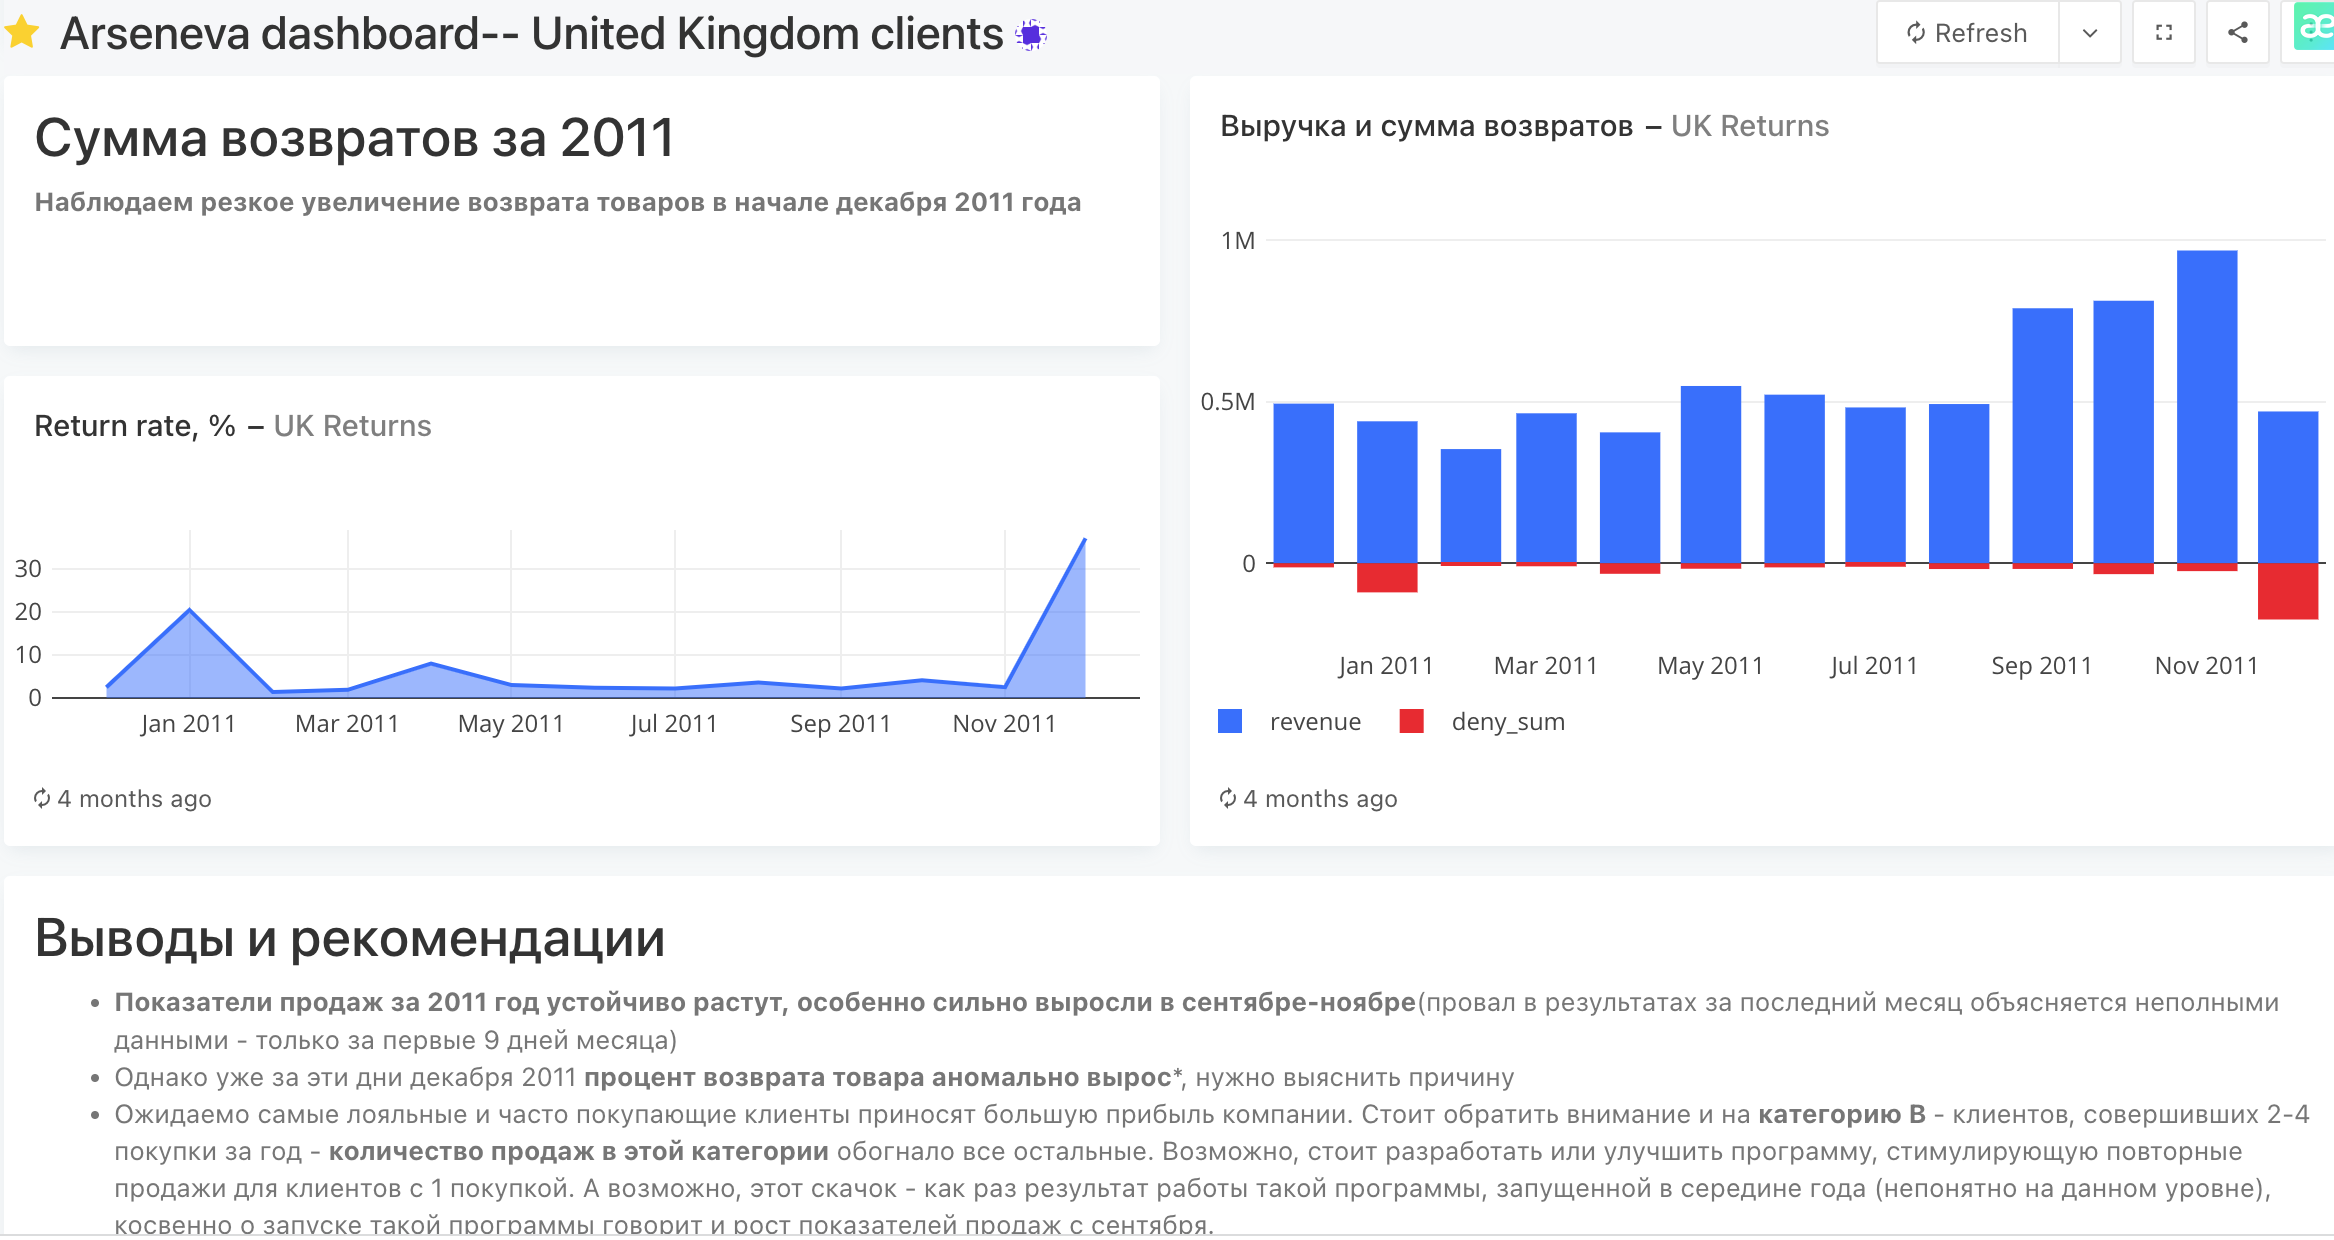 Arseneva dashboard-- United Kingdom clients
Refresh
æ
Сумма возвратов за 2011
Наблюдаем резкое увеличение возврата товаров в начале декабря 2011 года
Return rate, % – UK Returns
30
20
10
0
Jan 2011 Mar 2011 May 2011 Jul 2011 Sep 2011 Nov 2011
4 months ago
Выручка и сумма возвратов – UK Returns
1M
0.5M
0
Jan 2011 Mar 2011 May 2011 Jul 2011 Sep 2011 Nov 2011
revenue deny_sum
4 months ago
Выводы и рекомендации
• Показатели продаж за 2011 год устойчиво растут, особенно сильно выросли в сентябре-ноябре(провал в результатах за последний месяц объясняется неполными
данными - только за первые 9 дней месяца)
• Однако уже за эти дни декабря 2011 процент возврата товара аномально вырос*, нужно выяснить причину
• Ожидаемо самые лояльные и часто покупающие клиенты приносят большую прибыль компании. Стоит обратить внимание и на категорию B - клиентов, совершивших 2-4
покупки за год - количество продаж в этой категории обогнало все остальные. Возможно, стоит разработать или улучшить программу, стимулирующую повторные
продажи для клиентов с 1 покупкой. А возможно, этот скачок - как раз результат работы такой программы, запущенной в середине года (непонятно на данном уровне),
косвенно о запуске такой программы говорит и рост показателей продаж с сентября.